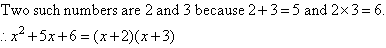 Two such numbers are 2 and 3 because 2+3=5 and 2×3=6.
∴x²+5x+6=(x+2)(x+3)